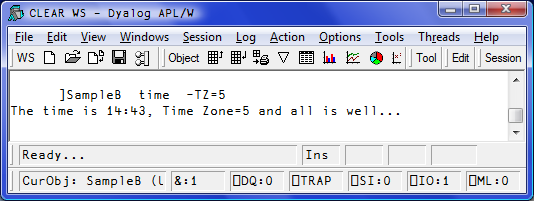 CLEAR WS - Dyalog APL/W
File Edit View Windows Session Log Action Options Tools Threads Help
WS Object Tool Edit Session
]SampleB time -TZ=5
The time is 14:43, Time Zone=5 and all is well...
Ready... Ins
CurObj: SampleB (U &:1 ⎕DQ:0 ⎕TRAP ⎕SI:0 ⎕IO:1 ⎕ML:0